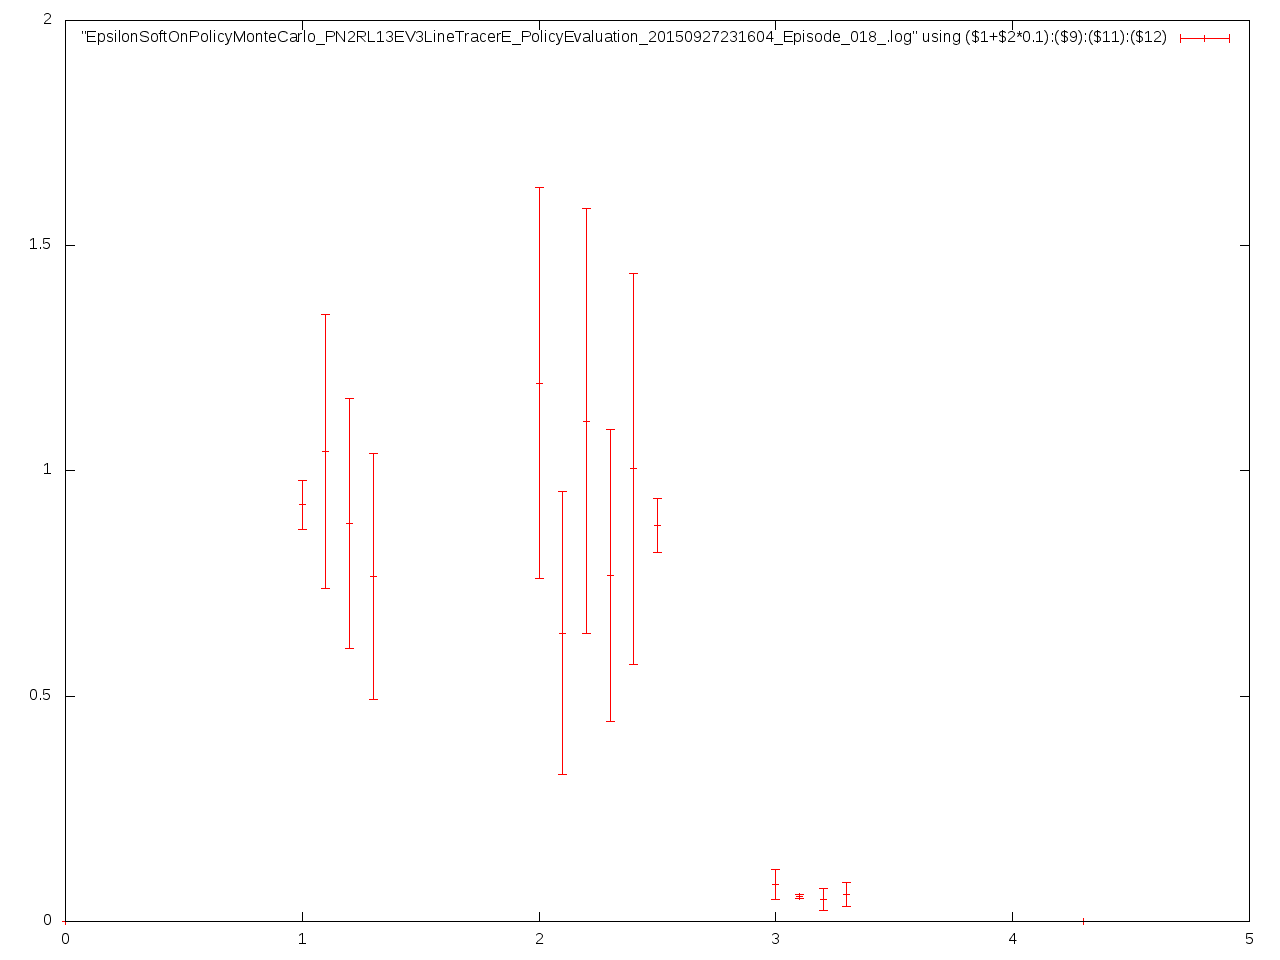 2
"EpsilonSoftOnPolicyMonteCarlo_PN2RL13EV3LineTracerE_PolicyEvaluation_20150927231604_Episode_018_.log" using ($1+$2*0.1):($9):($11):($12)
1.5
1
0.5
0
0 1 2 3 4 5